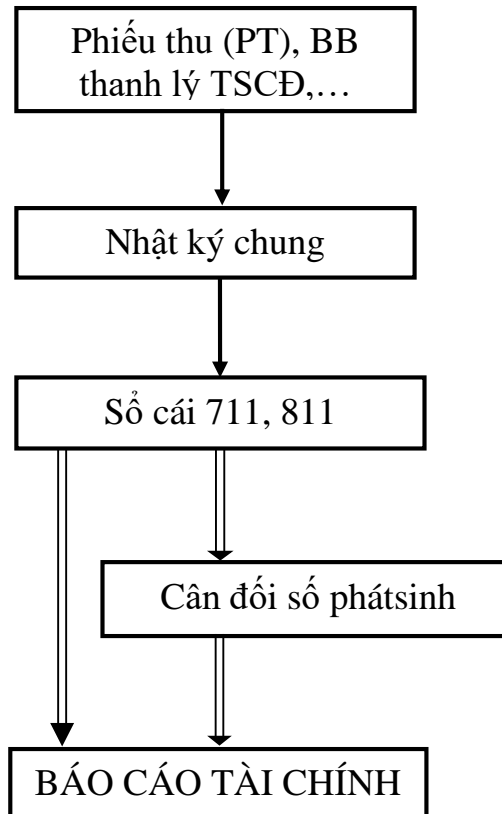 Phiếu thu (PT), BB
thanh lý TSCĐ,…
Nhật ký chung
Sổ cái 711, 811
Cân đối số phátsinh
BÁO CÁO TÀI CHÍNH